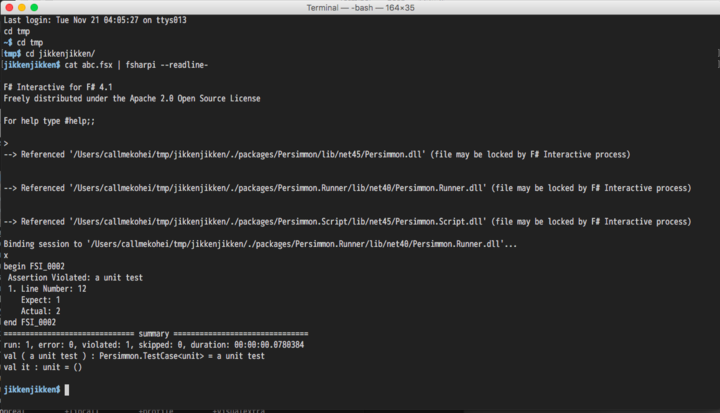 Terminal — -bash — 164×35
Last login: Tue Nov 21 04:05:27 on ttys013
cd tmp
~$ cd tmp
tmp$ cd jikkenjikken/
jikkenjikken$ cat abc.fsx | fsharpi --readline-
F# Interactive for F# 4.1
Freely distributed under the Apache 2.0 Open Source License
For help type #help;;
>
--> Referenced '/Users/callmekohei/tmp/jikkenjikken/./packages/Persimmon/lib/net45/Persimmon.dll' (file may be locked by F# Interactive process)
--> Referenced '/Users/callmekohei/tmp/jikkenjikken/./packages/Persimmon.Runner/lib/net40/Persimmon.Runner.dll' (file may be locked by F# Interactive process)
--> Referenced '/Users/callmekohei/tmp/jikkenjikken/./packages/Persimmon.Script/lib/net45/Persimmon.Script.dll' (file may be locked by F# Interactive process)
Binding session to '/Users/callmekohei/tmp/jikkenjikken/./packages/Persimmon.Runner/lib/net40/Persimmon.Runner.dll'...
x
begin FSI_0002
Assertion Violated: a unit test
1. Line Number: 12
Expect: 1
Actual: 2
end FSI_0002
============================== summary ===============================
run: 1, error: 0, violated: 1, skipped: 0, duration: 00:00:00.0780384
val ( a unit test ) : Persimmon.TestCase<unit> = a unit test
val it : unit = ()
jikkenjikken$